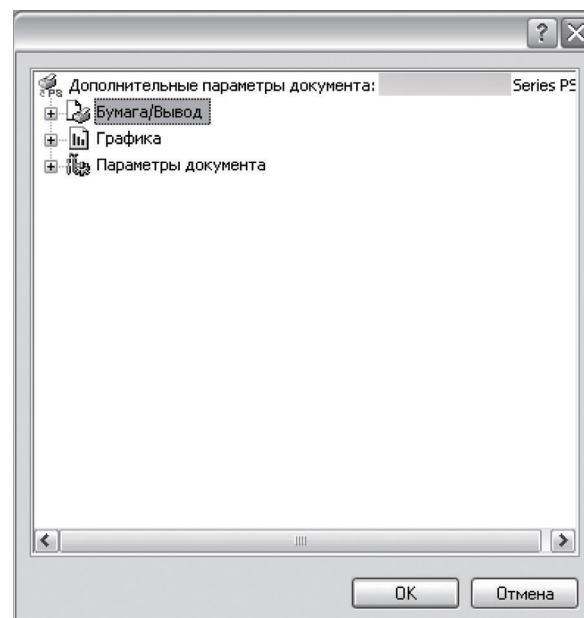 Дополнительные параметры документа: Series PS
Бумага/Вывод
Графика
Параметры документа
OK Отмена